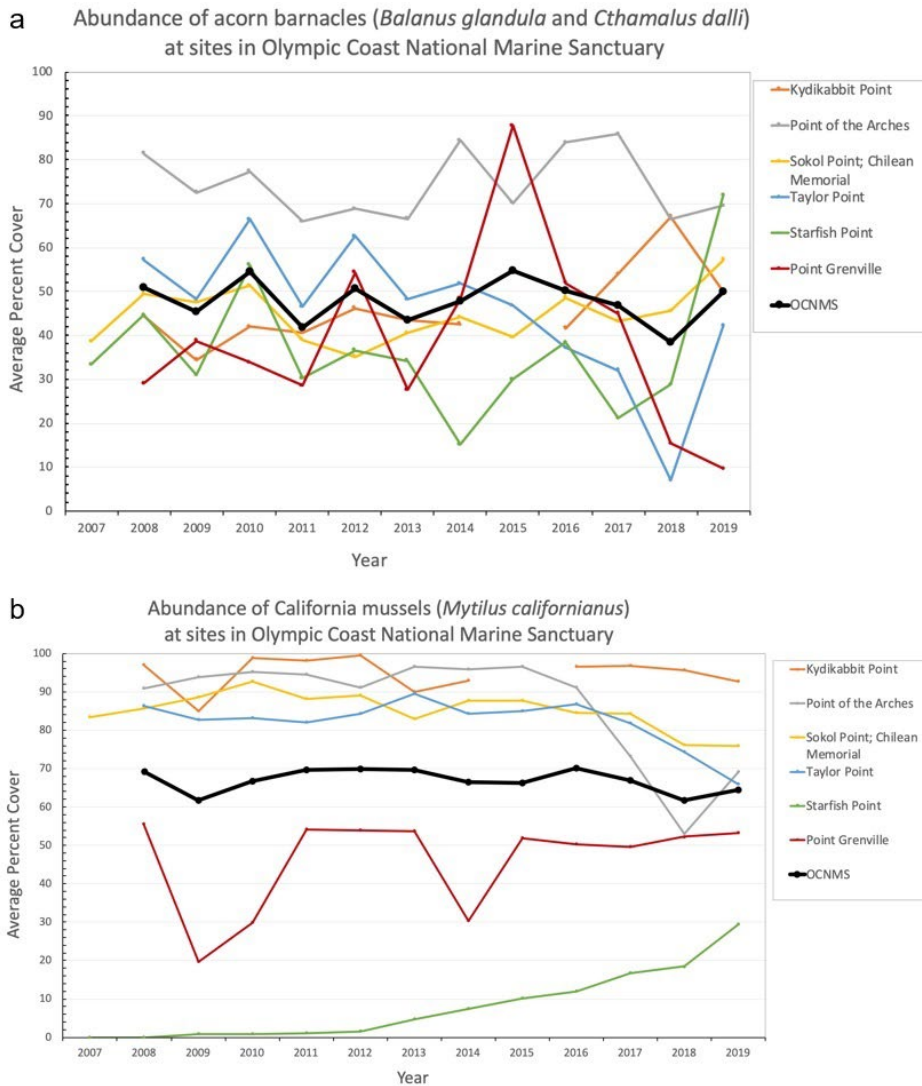 a
Abundance of acorn barnacles (Balanus glandula and Cthamalus dalli)
at sites in Olympic Coast National Marine Sanctuary
100
90
80
70
60
50
40
30
20
10
0
Average Percent Cover
2007 2008 2009 2010 2011 2012 2013 2014 2015 2016 2017 2018 2019
Year
Kydikabbit Point
Point of the Arches
Sokol Point; Chilean
Memorial
Taylor Point
Starfish Point
Point Grenville
OCNMS
b
Abundance of California mussels (Mytilus californianus)
at sites in Olympic Coast National Marine Sanctuary
100
90
80
70
60
50
40
30
20
10
0
Average Percent Cover
2007 2008 2009 2010 2011 2012 2013 2014 2015 2016 2017 2018 2019
Year
Kydikabbit Point
Point of the Arches
Sokol Point; Chilean
Memorial
Taylor Point
Starfish Point
Point Grenville
OCNMS